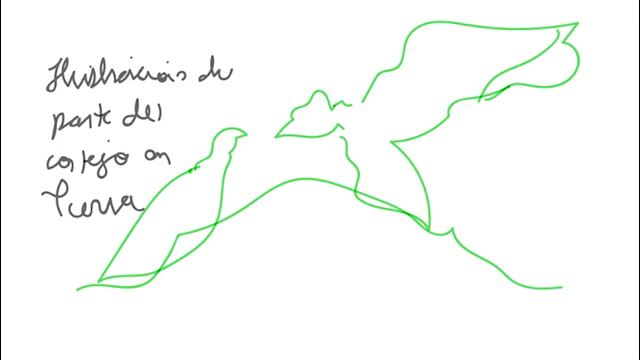 Ilustración de
parte del
cortejo en
Tierra